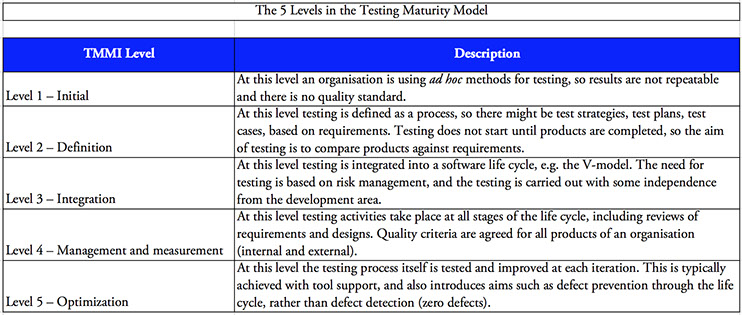 The 5 Levels in the Testing Maturity Model
TMMI Level
Description
Level 1 – Initial
At this level an organisation is using ad hoc methods for testing, so results are not repeatable
and there is no quality standard.
Level 2 – Definition
At this level testing is defined as a process, so there might be test strategies, test plans, test
cases, based on requirements. Testing does not start until products are completed, so the aim
of testing is to compare products against requirements.
Level 3 – Integration
At this level testing is integrated into a software life cycle, e.g. the V-model. The need for
testing is based on risk management, and the testing is carried out with some independence
from the development area.
Level 4 – Management and measurement
At this level testing activities take place at all stages of the life cycle, including reviews of
requirements and designs. Quality criteria are agreed for all products of an organisation
(internal and external).
Level 5 – Optimization
At this level the testing process itself is tested and improved at each iteration. This is typically
achieved with tool support, and also introduces aims such as defect prevention through the life
cycle, rather than defect detection (zero defects).